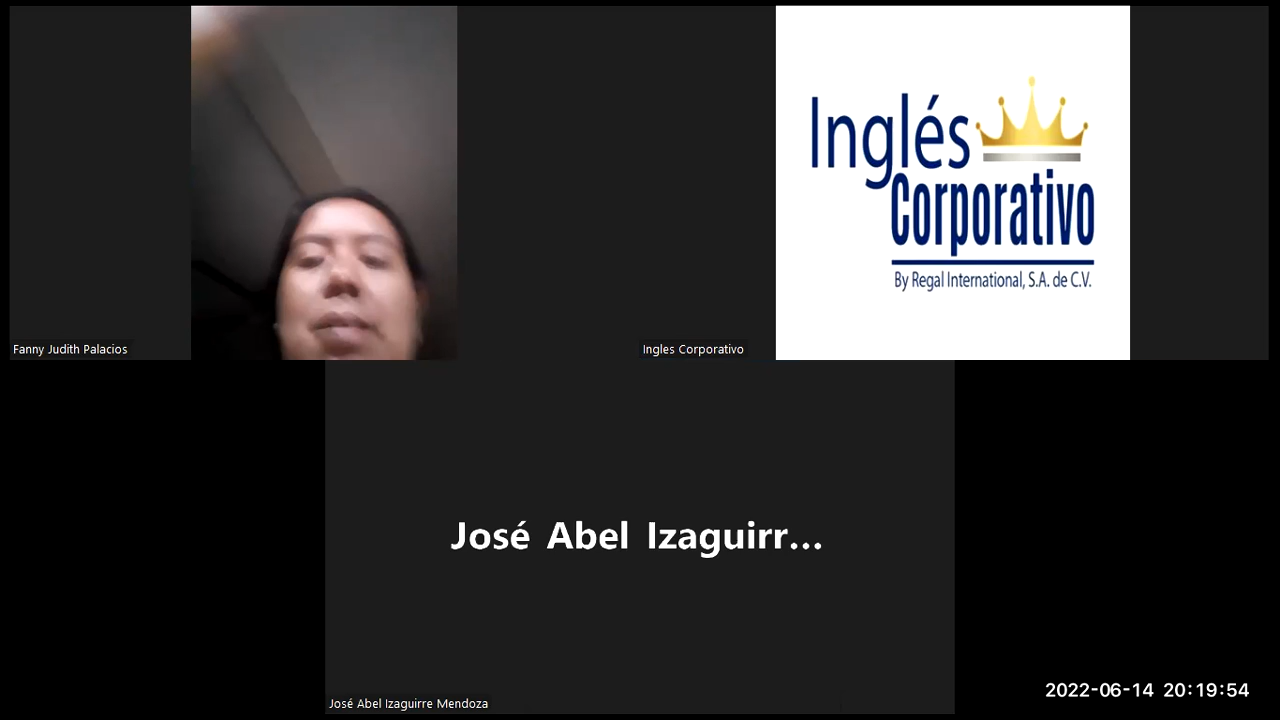 Inglés
Corporativo
By Regal International, S.A. de C.V.
Fanny Judith Palacios
Ingles Corporativo
José Abel Izaguirr...
José Abel Izaguirre Mendoza
2022-06-14 20:19:54